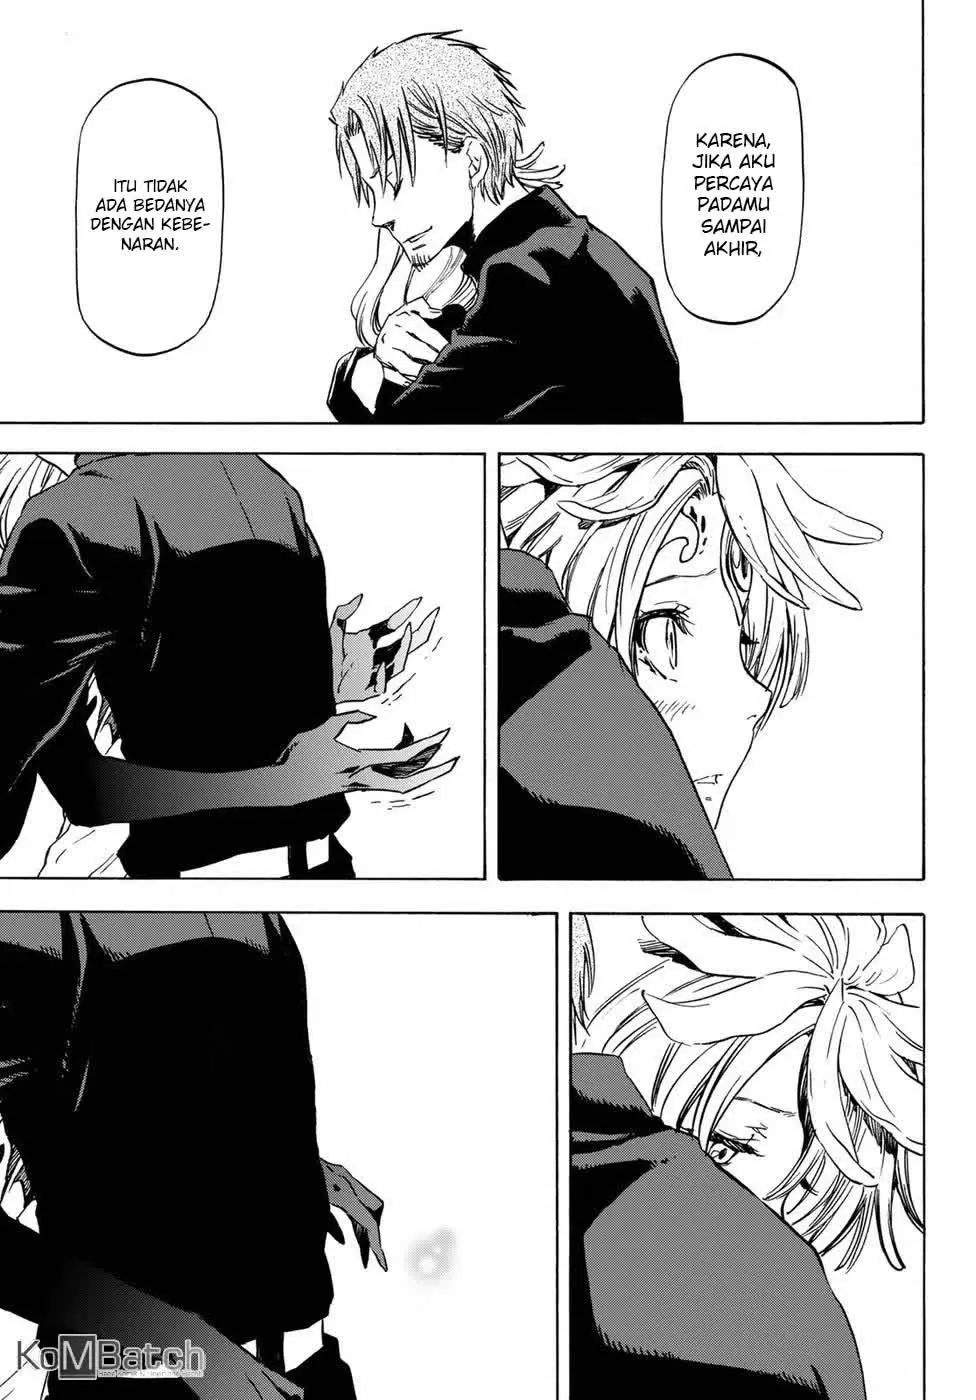 KARENA,
JIKA AKU
PERCAYA
PADAMU
SAMPAI
AKHIR,
ITU TIDAK
ADA BEDANYA
DENGAN KEBE-
NARAN.
KoMBatch